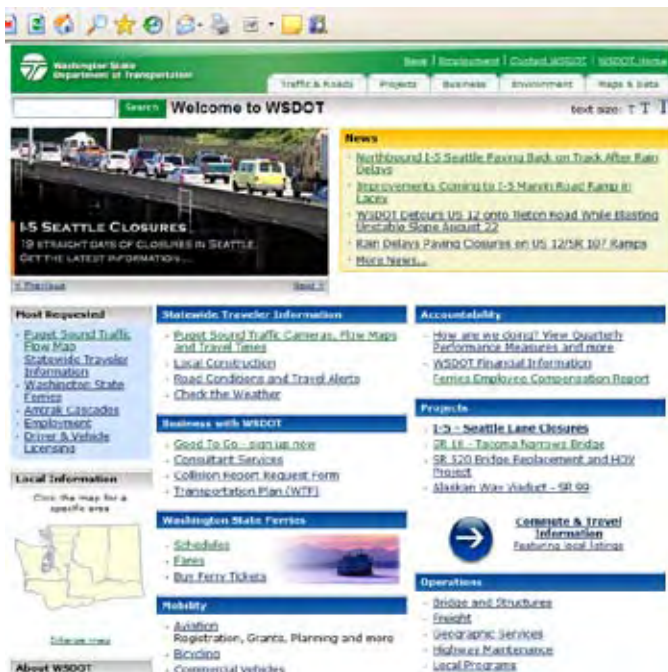 Washington State
Department of Transportation
News | Employment | Contact WSDOT | WSDOT Home
Traffic & Roads
Projects
Business
Environment
Maps & Data
Search
Welcome to WSDOT
text size: T T T
I-5 SEATTLE CLOSURES
19 STRAIGHT DAYS OF CLOSURES IN SEATTLE.
GET THE LATEST INFORMATION...
< Previous
Next >
News
Northbound I-5 Seattle Paving Back on Track After Rain
Delays
Improvements Coming to I-5 Marvin Road Ramp in
Lacey
WSDOT Detours US 12 onto Tieton Road While Blasting
Unstable Slope August 22
Rain Delays Paving Closures on US 12/SR 107 Ramps
More News...
Most Requested
Puget Sound Traffic
Flow Map
Statewide Traveler
Information
Washington State
Ferries
Amtrak Cascades
Employment
Driver & Vehicle
Licensing
Local Information
Click the map for a
specific area
Enlarge map
About WSDOT
Statewide Traveler Information
Puget Sound Traffic Cameras, Flow Maps
and Travel Times
Local Construction
Road Conditions and Travel Alerts
Check the Weather
Business with WSDOT
Good To Go - sign up now
Consultant Services
Collision Report Request Form
Transportation Plan (WTP)
Washington State Ferries
Schedules
Fares
Buy Ferry Tickets
Mobility
Aviation
Registration, Grants, Planning and more
Bicycling
Commercial Vehicles
Accountability
How are we doing? View Quarterly
Performance Measures and more
WSDOT Financial Information
Ferries Employee Compensation Report
Projects
I-5 - Seattle Lane Closures
SR 16 - Tacoma Narrows Bridge
SR 520 Bridge Replacement and HOV
Project
Alaskan Way Viaduct - SR 99
Commute & Travel
Information
Featuring local listings
Operations
Bridge and Structures
Freight
Geographic Services
Highway Maintenance
Local Programs